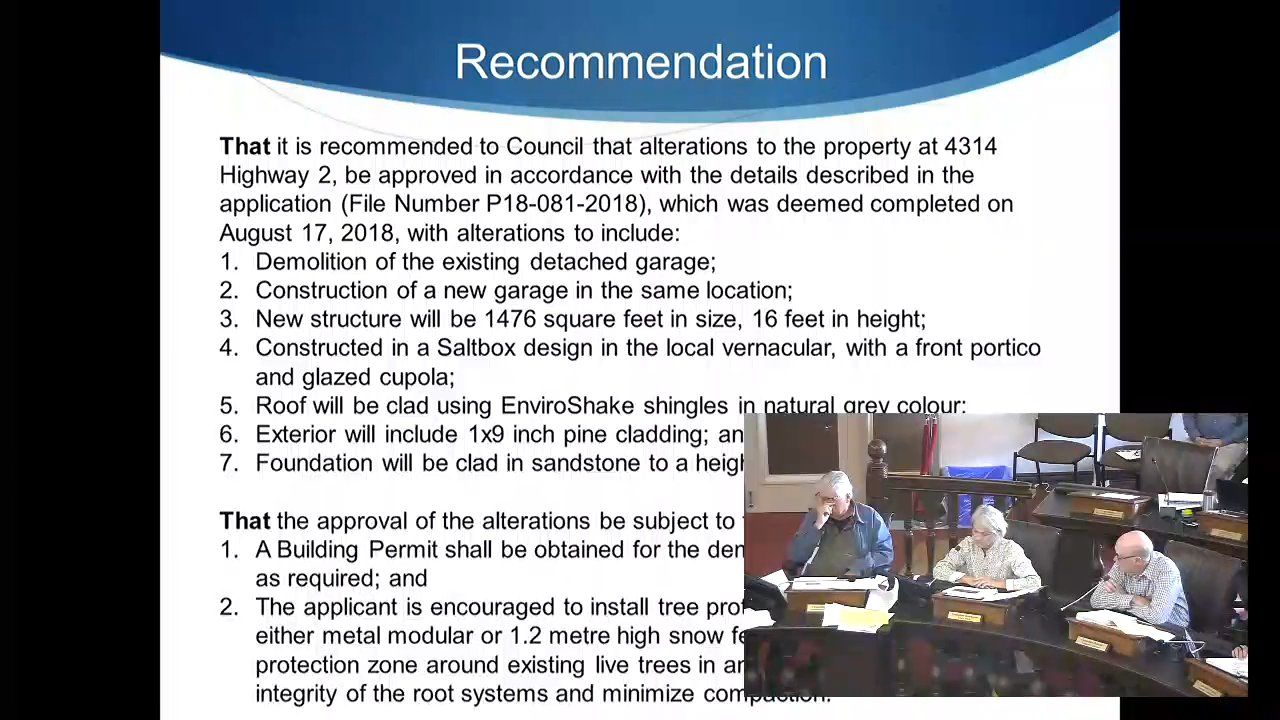 Recommendation
That it is recommended to Council that alterations to the property at 4314
Highway 2, be approved in accordance with the details described in the
application (File Number P18-081-2018), which was deemed completed on
August 17, 2018, with alterations to include:
1. Demolition of the existing detached garage;
2. Construction of a new garage in the same location;
3. New structure will be 1476 square feet in size, 16 feet in height;
4. Constructed in a Saltbox design in the local vernacular, with a front portico
and glazed cupola;
5. Roof will be clad using EnviroShake shingles in natural grey colour;
6. Exterior will include 1x9 inch pine cladding; an
7. Foundation will be clad in sandstone to a heigh
That the approval of the alterations be subject to
1. A Building Permit shall be obtained for the
as required; and
2. The applicant is encouraged to install tree
either metal modular or 1.2 metre high snow
protection zone around existing live trees in
integrity of the root systems and minimize compaction.